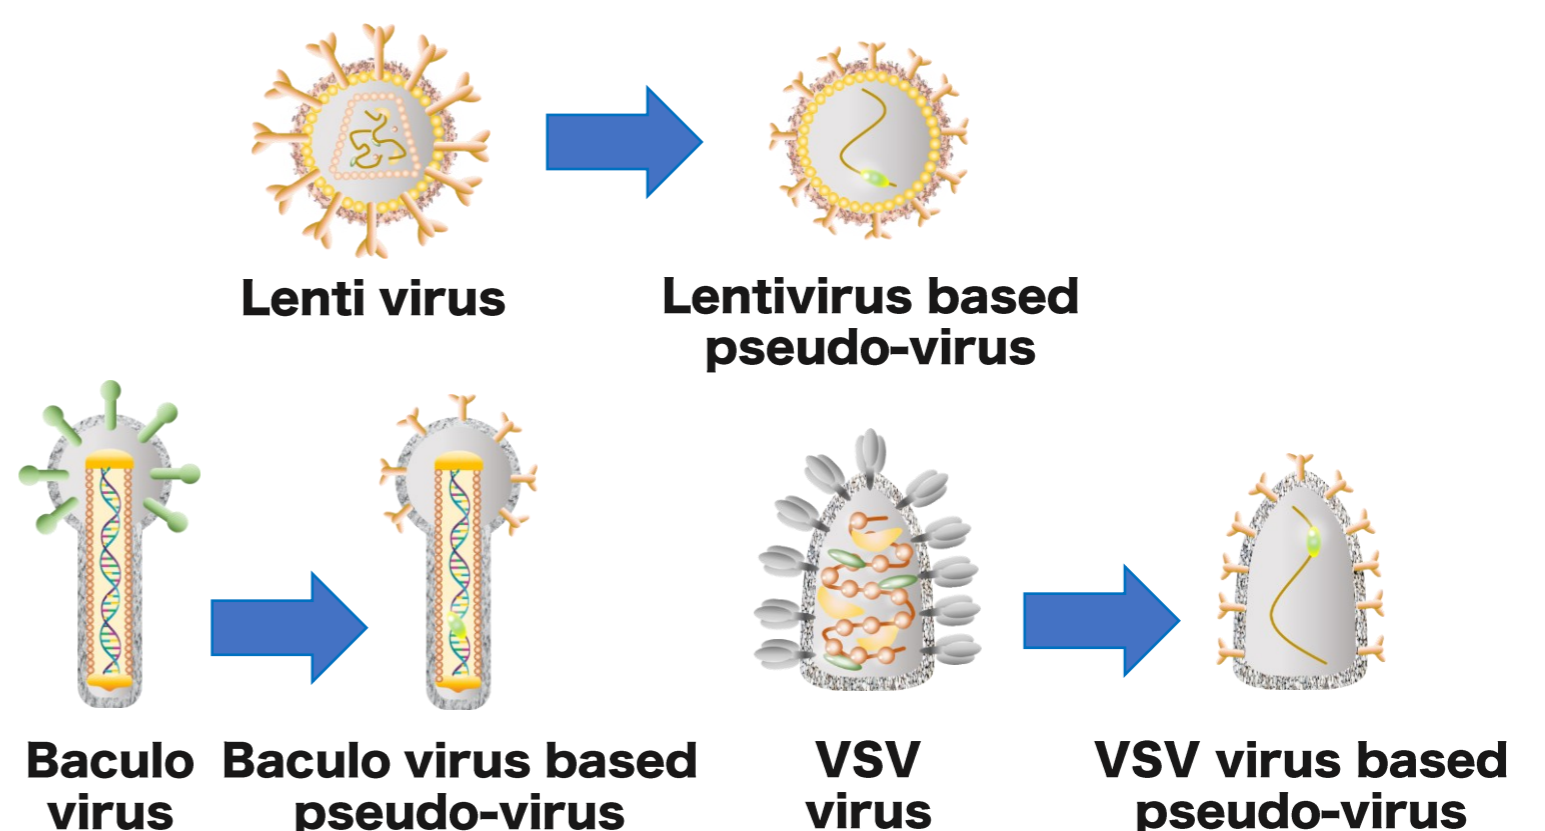 Lenti virus
Lentivirus based
pseudo-virus
Baculo
virus
Baculo virus based
pseudo-virus
VSV
virus
VSV virus based
pseudo-virus